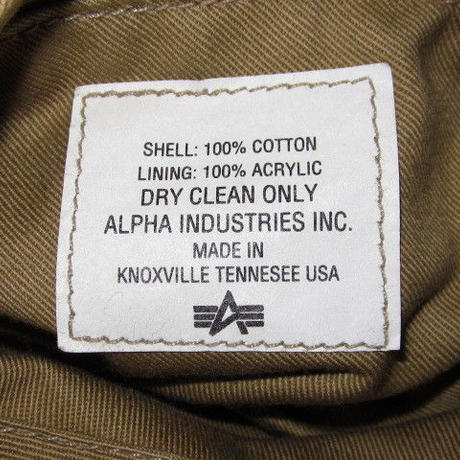 SHELL: 100% COTTON
LINING: 100% ACRYLIC
DRY CLEAN ONLY
ALPHA INDUSTRIES INC.
MADE IN
KNOXVILLE TENNESEE USA